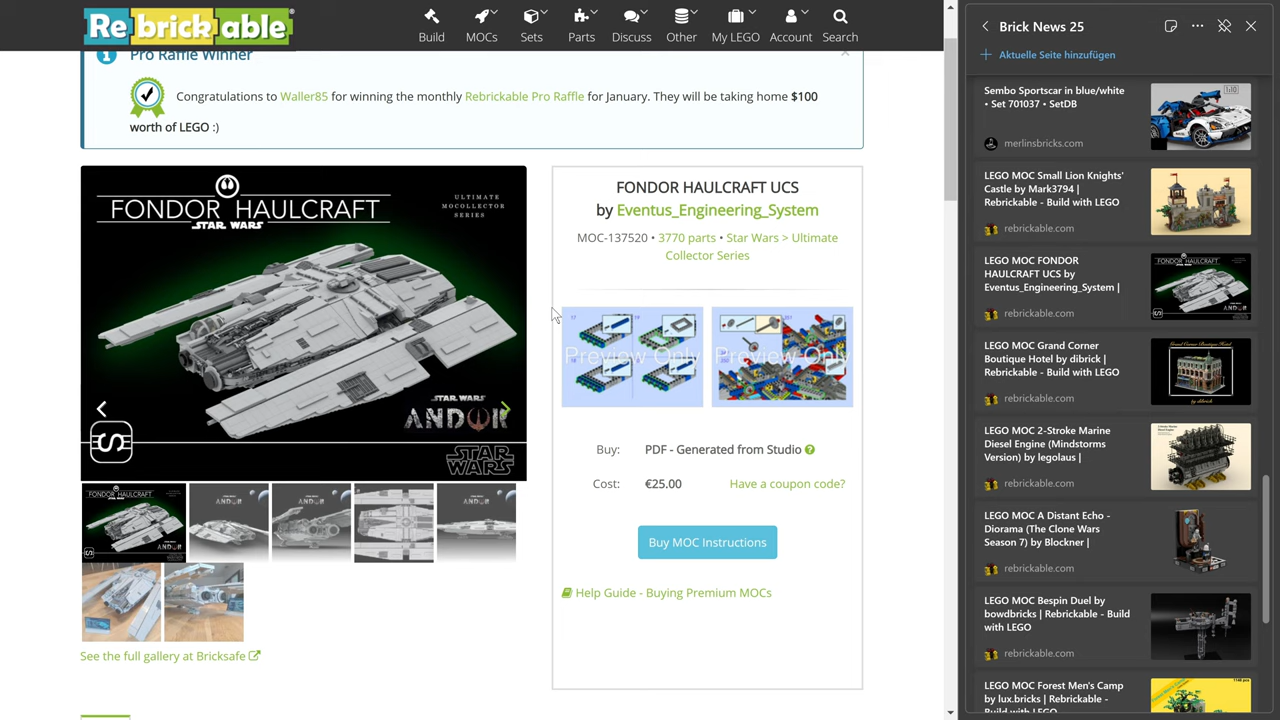 Rebrickable
Build
MOCs
Sets
Parts
Discuss
Other
My LEGO
Account
Search
Pro Raffle Winner
Congratulations to Waller85 for winning the monthly Rebrickable Pro Raffle for January. They will be taking home $100
worth of LEGO :)
FONDOR HAULCRAFT
STAR WARS
ULTIMATE
MOCOLLECTOR
SERIES
STAR WARS
ANDOR
STAR WARS
See the full gallery at Bricksafe
FONDOR HAULCRAFT UCS
by Eventus_Engineering_System
MOC-137520 • 3770 parts • Star Wars > Ultimate
Collector Series
Preview Only
Preview Only
Buy: PDF - Generated from Studio
Cost: €25.00 Have a coupon code?
Buy MOC Instructions
Help Guide - Buying Premium MOCs
Brick News 25
Aktuelle Seite hinzufügen
Sembo Sportscar in blue/white
• Set 701037 • SetDB
merlinsbricks.com
LEGO MOC Small Lion Knights'
Castle by Mark3794 |
Rebrickable - Build with LEGO
rebrickable.com
LEGO MOC FONDOR
HAULCRAFT UCS by
Eventus_Engineering_System |
rebrickable.com
LEGO MOC Grand Corner
Boutique Hotel by dibrick |
Rebrickable - Build with LEGO
rebrickable.com
LEGO MOC 2-Stroke Marine
Diesel Engine (Mindstorms
Version) by legolaus |
rebrickable.com
LEGO MOC A Distant Echo -
Diorama (The Clone Wars
Season 7) by Blockner |
rebrickable.com
LEGO MOC Bespin Duel by
bowdbricks | Rebrickable - Build
with LEGO
rebrickable.com
LEGO MOC Forest Men's Camp
by lux.bricks | Rebrickable -
Build with LEGO